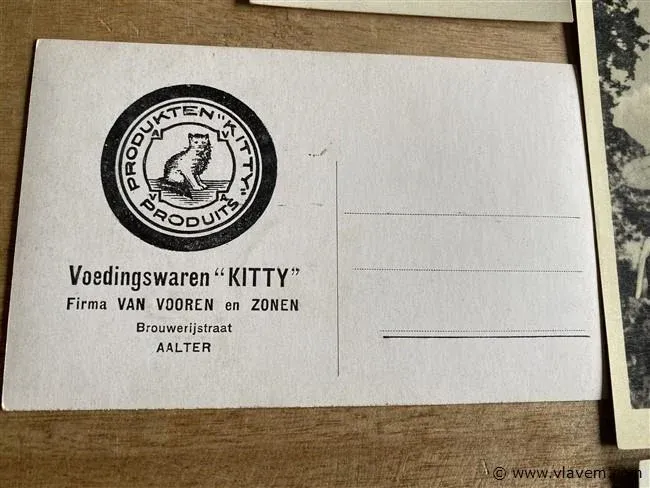 PRODUKTEN "KITTY"
PRODUITS
A V
V A
Voedingswaren "KITTY"
Firma VAN VOOREN en ZONEN
Brouwerijstraat
AALTER
© www.vlavem.com